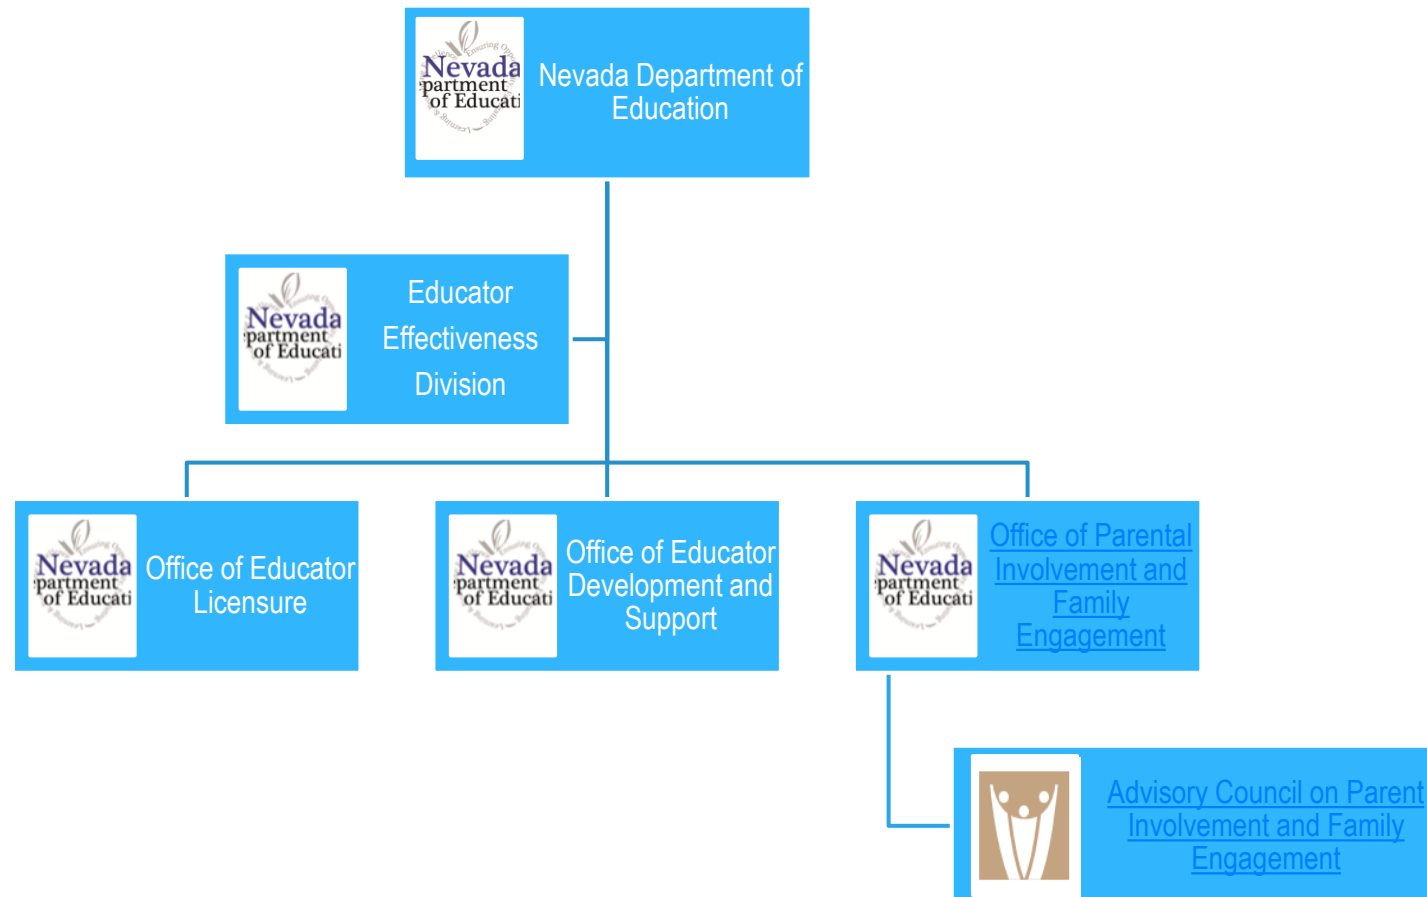 Nevada
partment
of Educati
Nevada Department of
Education
Nevada
partment
of Educati
Educator
Effectiveness
Division
Nevada
partment
of Educati
Office of Educator
Licensure
Nevada
partment
of Educati
Office of Educator
Development and
Support
Nevada
partment
of Educati
Office of Parental
Involvement and
Family
Engagement
Advisory Council on Parent
Involvement and Family
Engagement